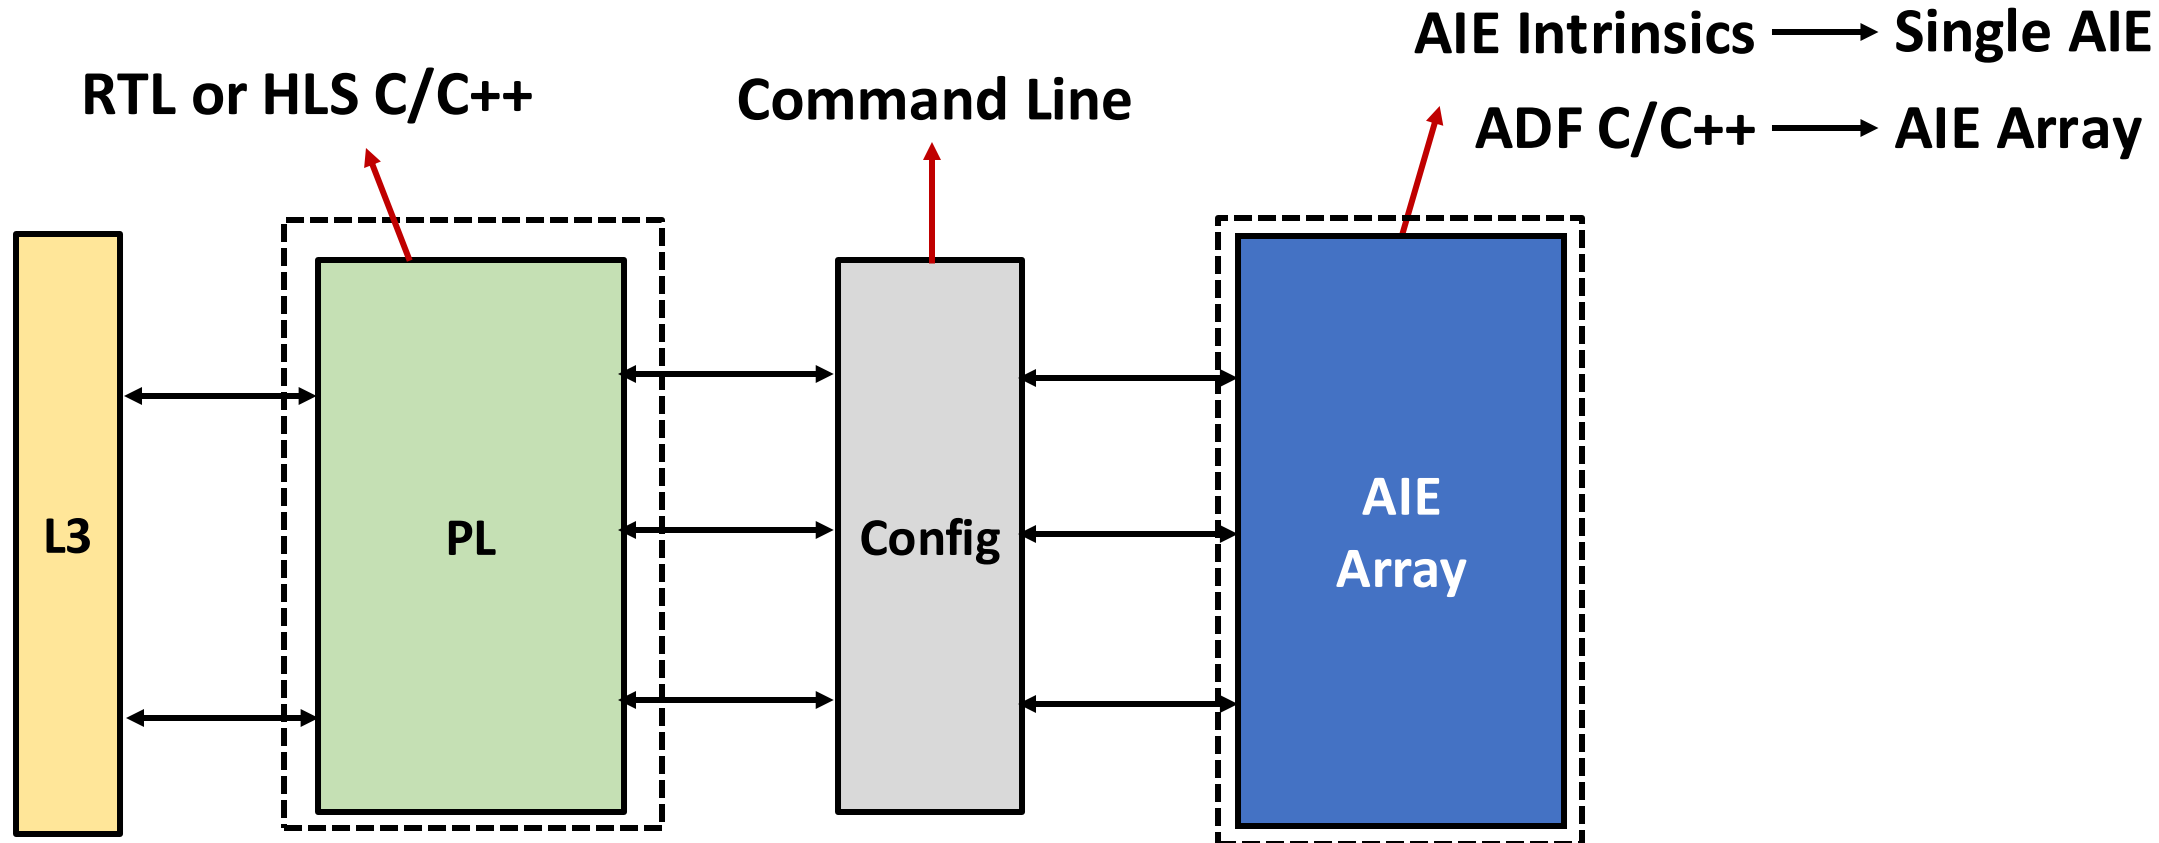 AIE Intrinsics Single AIE
RTL or HLS C/C++
Command Line
ADF C/C++ AIE Array
L3
PL
Config
AIE
Array